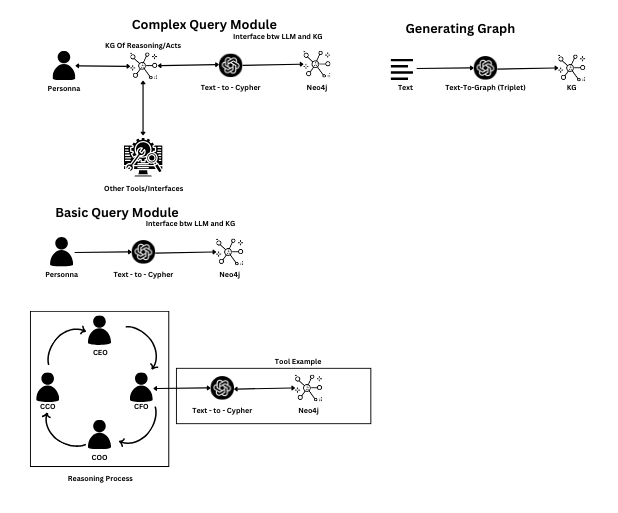 Complex Query Module
Generating Graph
Interface btw LLM and KG
KG Of Reasoning/Acts
Personna
Text - to - Cypher
Neo4j
Text
Text-To-Graph (Triplet)
KG
Other Tools/Interfaces
Basic Query Module
Interface btw LLM and KG
Personna
Text - to - Cypher
Neo4j
CEO
Tool Example
CCO
CFO
Text - to - Cypher
Neo4j
COO
Reasoning Process